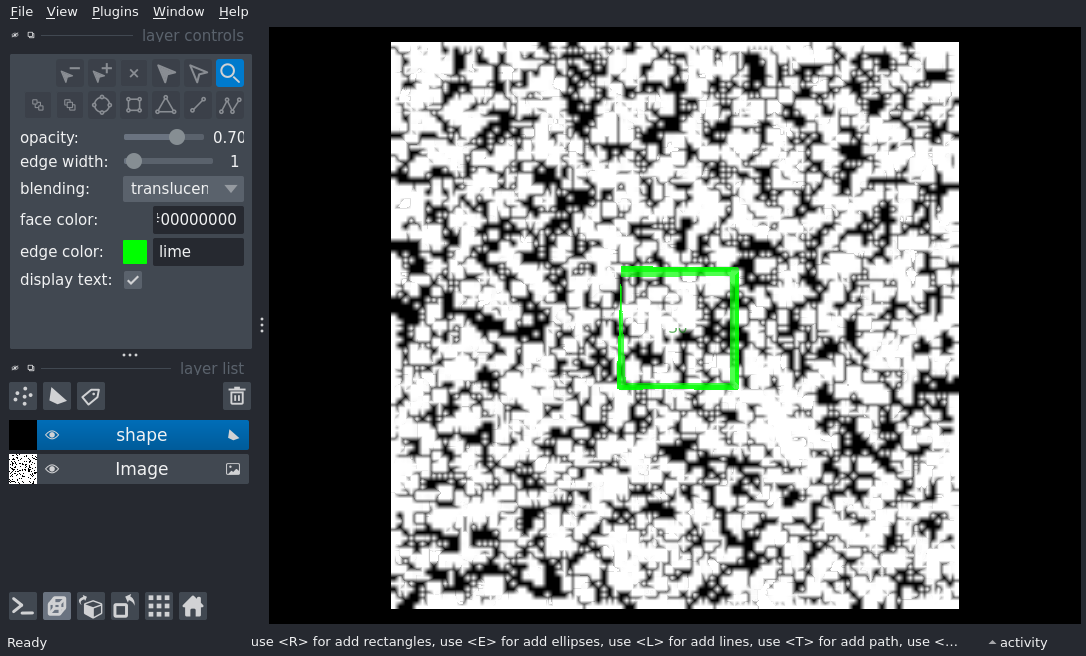 File View Plugins Window Help
layer controls
opacity: 0.70
edge width: 1
blending: translucen
face color: :00000000
edge color: lime
display text:
layer list
shape
Image
Ready use <R> for add rectangles, use <E> for add ellipses, use <L> for add lines, use <T> for add path, use <... activity